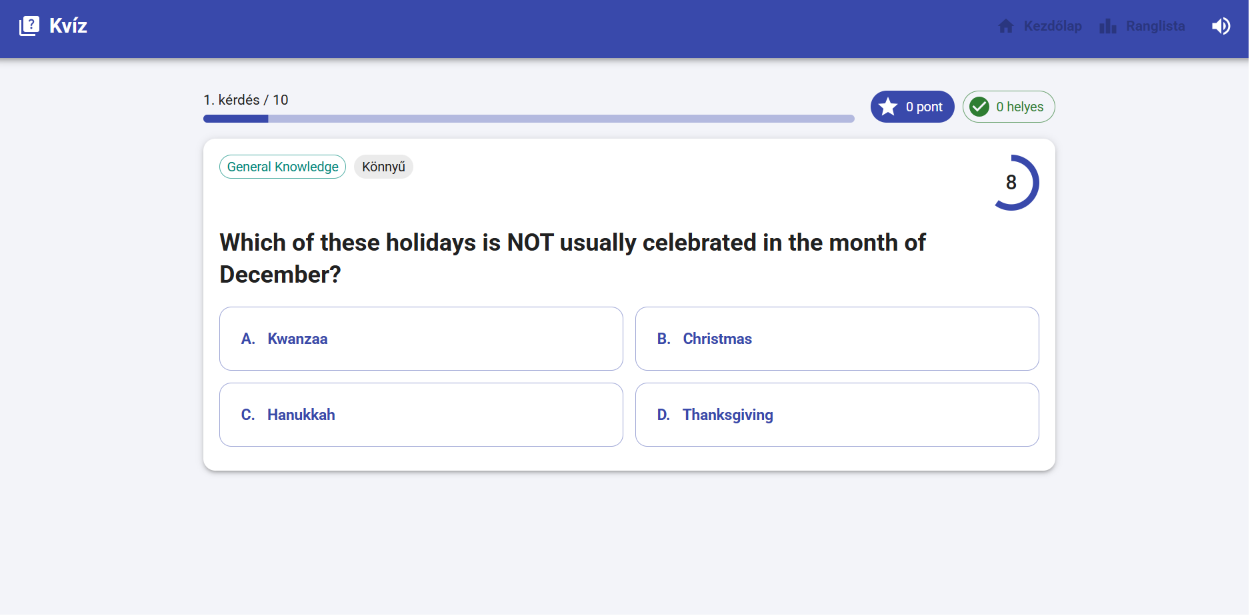 Kvíz
Kezdőlap
Ranglista
1. kérdés / 10
0 pont
0 helyes
General Knowledge
Könnyű
8
Which of these holidays is NOT usually celebrated in the month of
December?
A. Kwanzaa
B. Christmas
C. Hanukkah
D. Thanksgiving